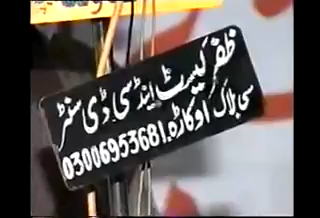 ظفر کیسٹ اینڈ سی ڈی سنٹر
سی بلاک اوکاڑہ.03006953681